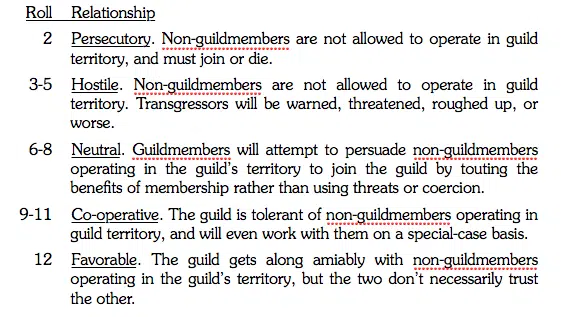 Roll Relationship
2 Persecutory. Non-guildmembers are not allowed to operate in guild
territory, and must join or die.
3-5 Hostile. Non-guildmembers are not allowed to operate in guild
territory. Transgressors will be warned, threatened, roughed up, or
worse.
6-8 Neutral. Guildmembers will attempt to persuade non-guildmembers
operating in the guild's territory to join the guild by touting the
benefits of membership rather than using threats or coercion.
9-11 Co-operative. The guild is tolerant of non-guildmembers operating in
guild territory, and will even work with them on a special-case basis.
12 Favorable. The guild gets along amiably with non-guildmembers
operating in the guild's territory, but the two don't necessarily trust
the other.